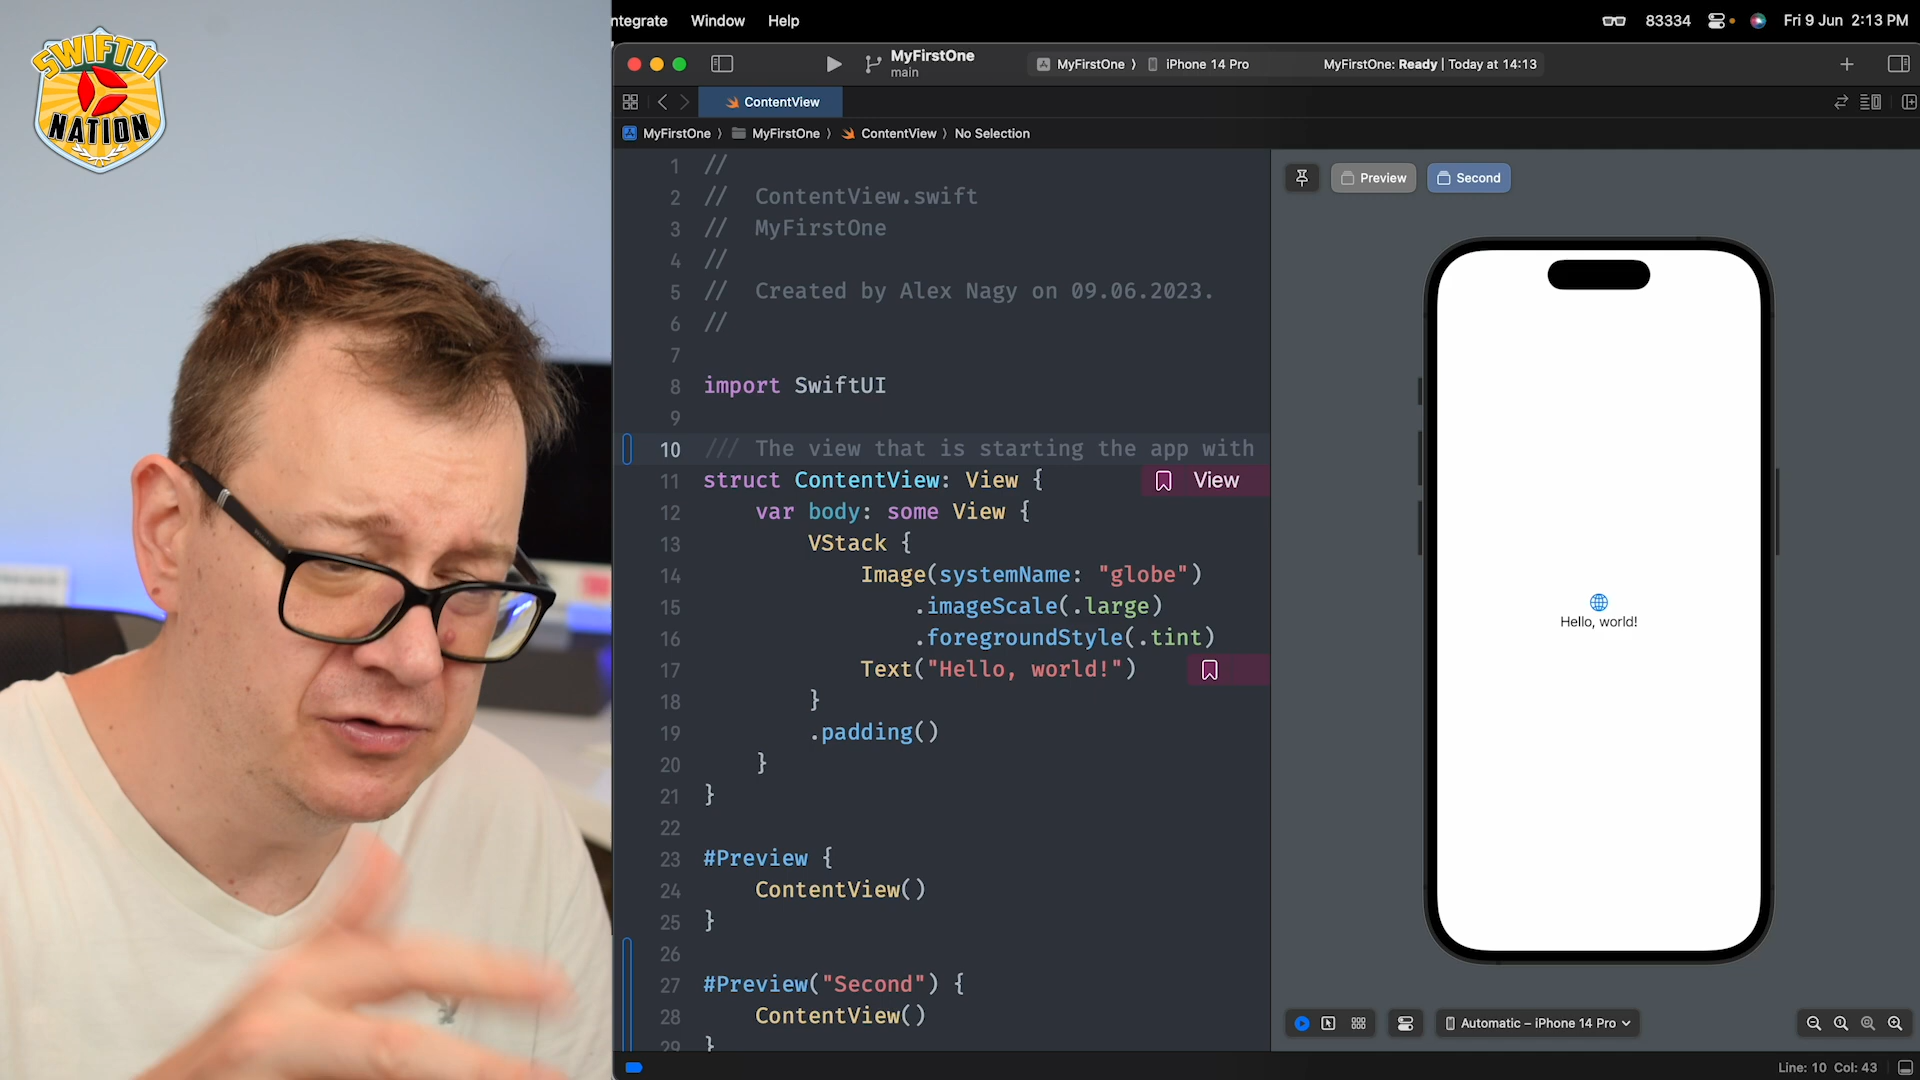 SWIFTUI
NATION
ntegrate Window Help
83334 Fri 9 Jun 2:13 PM
MyFirstOne
main
MyFirstOne ⟩ iPhone 14 Pro
MyFirstOne: Ready | Today at 14:13
ContentView
MyFirstOne ⟩ MyFirstOne ⟩ ContentView ⟩ No Selection
1 //
2 // ContentView.swift
3 // MyFirstOne
4 //
5 // Created by Alex Nagy on 09.06.2023.
6 //
7
8 import SwiftUI
9
10 /// The view that is starting the app with
11 struct ContentView: View {
View
12 var body: some View {
13 VStack {
14 Image(systemName: "globe")
15 .imageScale(.large)
16 .foregroundStyle(.tint)
17 Text("Hello, world!")
18 }
19 .padding()
20 }
21 }
22
23 #Preview {
24 ContentView()
25 }
26
27 #Preview("Second") {
28 ContentView()
29 }
Preview Second
Hello, world!
Automatic – iPhone 14 Pro
Line: 10 Col: 43